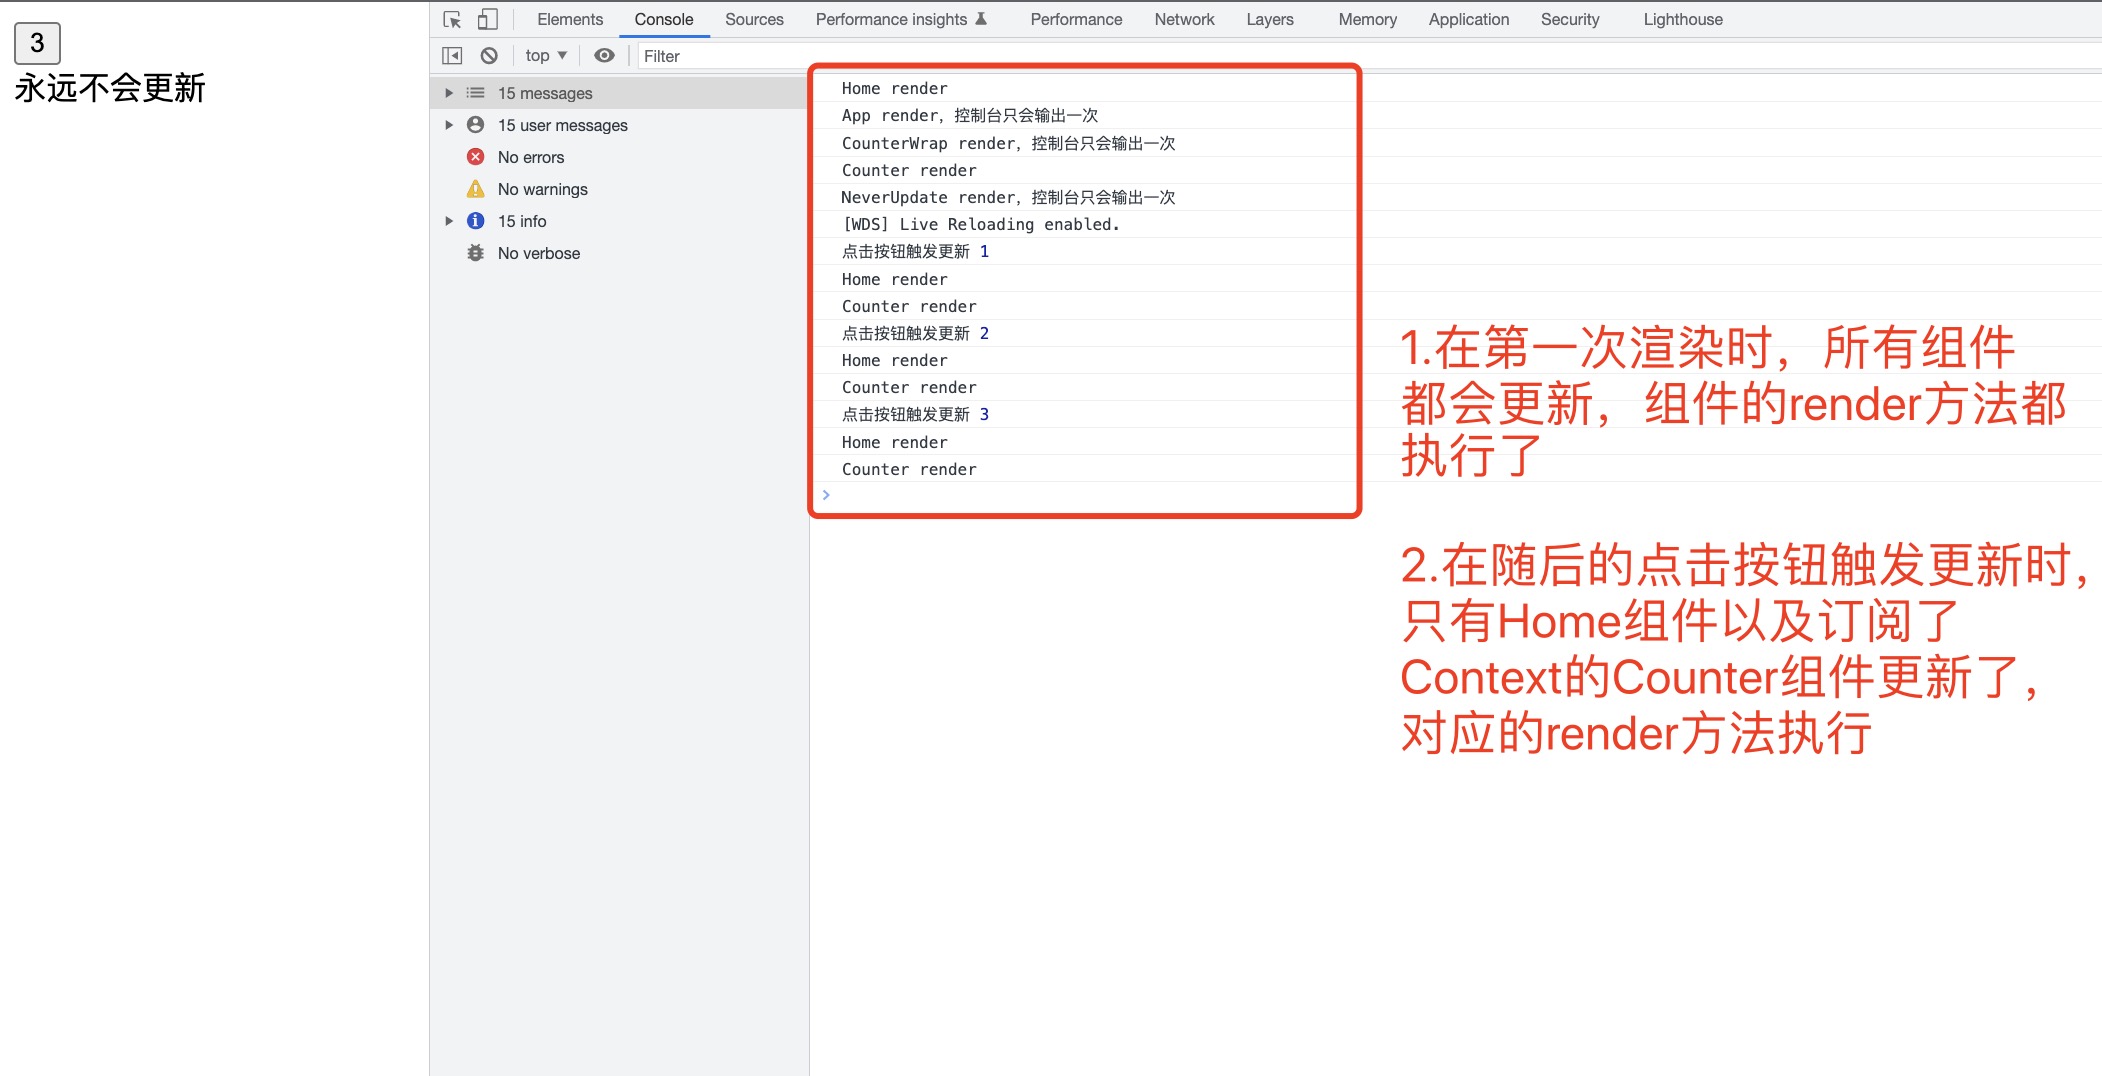 3
永远不会更新
Elements Console Sources Performance insights Performance Network Layers Memory Application Security Lighthouse
top Filter
15 messages
15 user messages
No errors
No warnings
15 info
No verbose
Home render
App render，控制台只会输出一次
CounterWrap render，控制台只会输出一次
Counter render
NeverUpdate render，控制台只会输出一次
[WDS] Live Reloading enabled.
点击按钮触发更新 1
Home render
Counter render
点击按钮触发更新 2
Home render
Counter render
点击按钮触发更新 3
Home render
Counter render
1.在第一次渲染时，所有组件
都会更新，组件的render方法都
执行了
2.在随后的点击按钮触发更新时，
只有Home组件以及订阅了
Context的Counter组件更新了，
对应的render方法执行